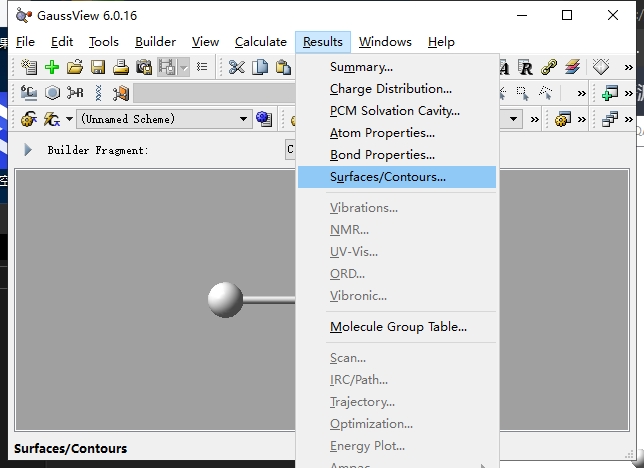 GaussView 6.0.16
File Edit Tools Builder View Calculate Results Windows Help
Summary...
Charge Distribution...
PCM Solvation Cavity...
Atom Properties...
Bond Properties...
Surfaces/Contours...
Vibrations...
NMR...
UV-Vis...
ORD...
Vibronic...
Molecule Group Table...
Scan...
IRC/Path...
Trajectory...
Optimization...
Energy Plot...
A R
R
(Unnamed Scheme)
Builder Fragment:
C
Surfaces/Contours
果
空